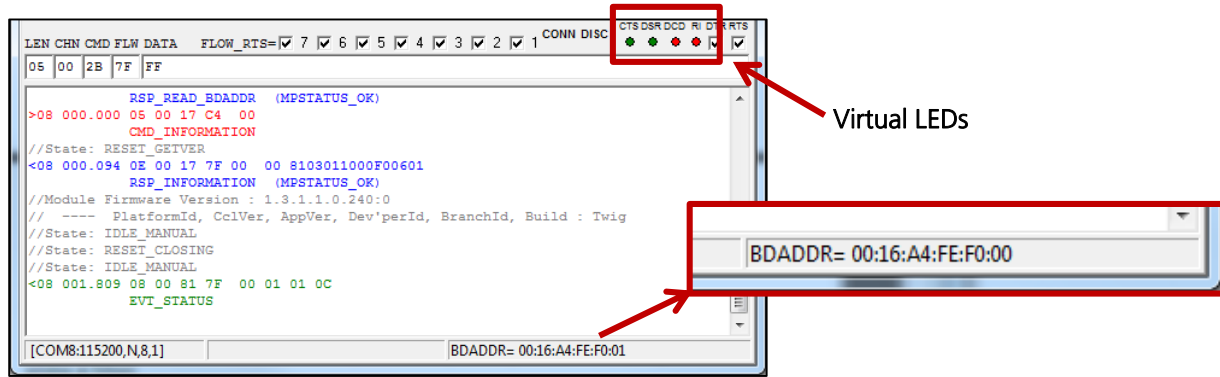 CTS DSR DCD RI DTR RTS
LEN CHN CMD FLW DATA FLOW_RTS= 7 6 5 4 3 2 1 CONN DISC
05 00 2B 7F FF
RSP_READ_BDADDR (MPSTATUS_OK)
>08 000.000 05 00 17 C4 00
CMD_INFORMATION
//State: RESET_GETVER
<08 000.094 0E 00 17 7F 00 00 8103011000F00601
RSP_INFORMATION (MPSTATUS_OK)
//Module Firmware Version : 1.3.1.1.0.240:0
// ---- PlatformId, CclVer, AppVer, Dev'perId, BranchId, Build : Twig
//State: IDLE_MANUAL
//State: RESET_CLOSING
//State: IDLE_MANUAL
<08 001.809 08 00 81 7F 00 01 01 0C
EVT_STATUS
[COM8:115200,N,8,1] BDADDR= 00:16:A4:FE:F0:01
Virtual LEDs
BDADDR= 00:16:A4:FE:F0:00